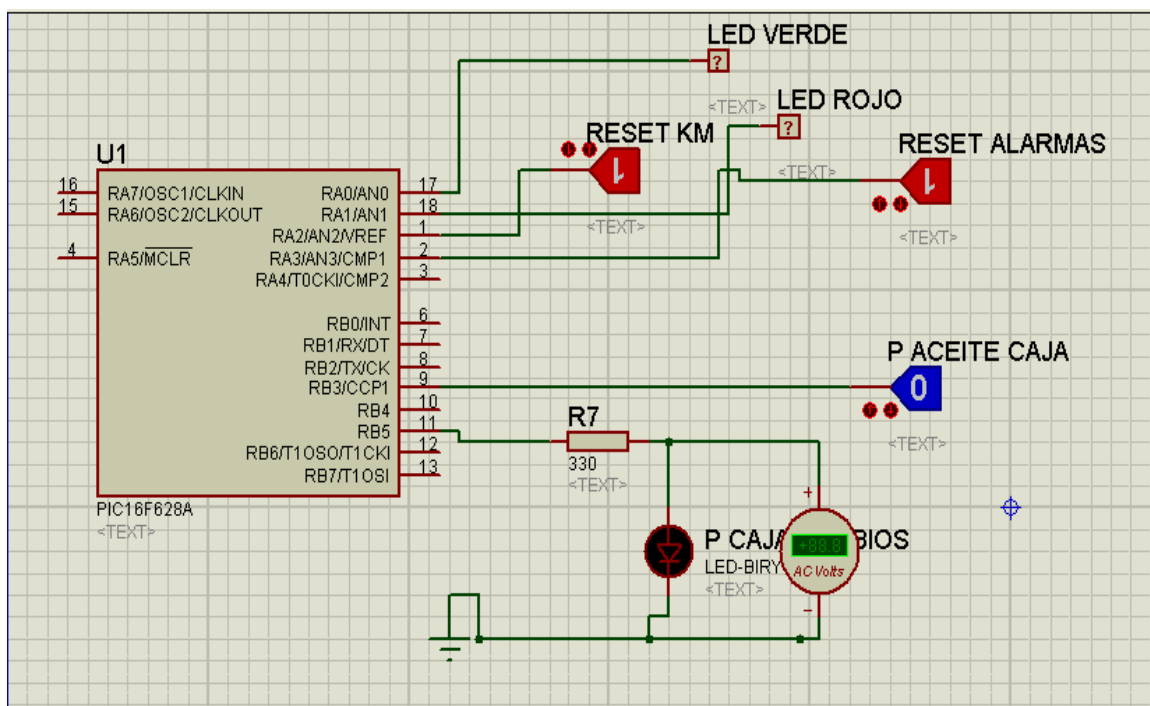 LED VERDE
?
<TEXT>
LED ROJO
?
RESET KM
1
<TEXT>
RESET ALARMAS
1
<TEXT>
<TEXT>
U1
16
15
4
RA7/OSC1/CLKIN
RA6/OSC2/CLKOUT
RA5/MCLR
RA0/AN0
RA1/AN1
RA2/AN2/VREF
RA3/AN3/CMP1
RA4/T0CKI/CMP2
RB0/INT
RB1/RX/DT
RB2/TX/CK
RB3/CCP1
RB4
RB5
RB6/T1OSO/T1CKI
RB7/T1OSI
17
18
1
2
3
6
7
8
9
10
11
12
13
PIC16F628A
<TEXT>
P ACEITE CAJA
0
<TEXT>
R7
330
<TEXT>
P CAJA
BIOS
LED-BIRY
<TEXT>
+
+88.8
AC Volts
−